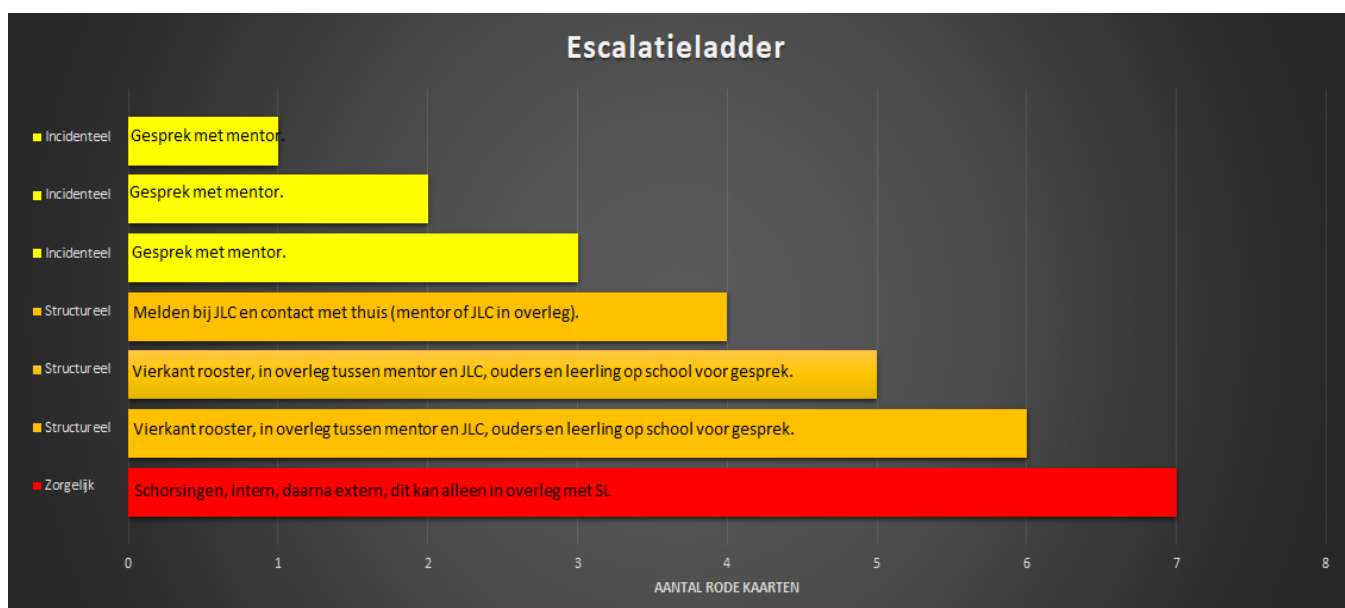 Escalatieladder
Incidenteel
Gesprek met mentor.
Incidenteel
Gesprek met mentor.
Incidenteel
Gesprek met mentor.
Structureel
Melden bij JLC en contact met thuis (mentor of JLC in overleg).
Structureel
Vierkant rooster, in overleg tussen mentor en JLC, ouders en leerling op school voor gesprek.
Structureel
Vierkant rooster, in overleg tussen mentor en JLC, ouders en leerling op school voor gesprek.
Zorgelijk
Schorsingen, intern, daarna extern, dit kan alleen in overleg met SL
0 1 2 3 4 5 6 7 8
AANTAL RODE KAARTEN